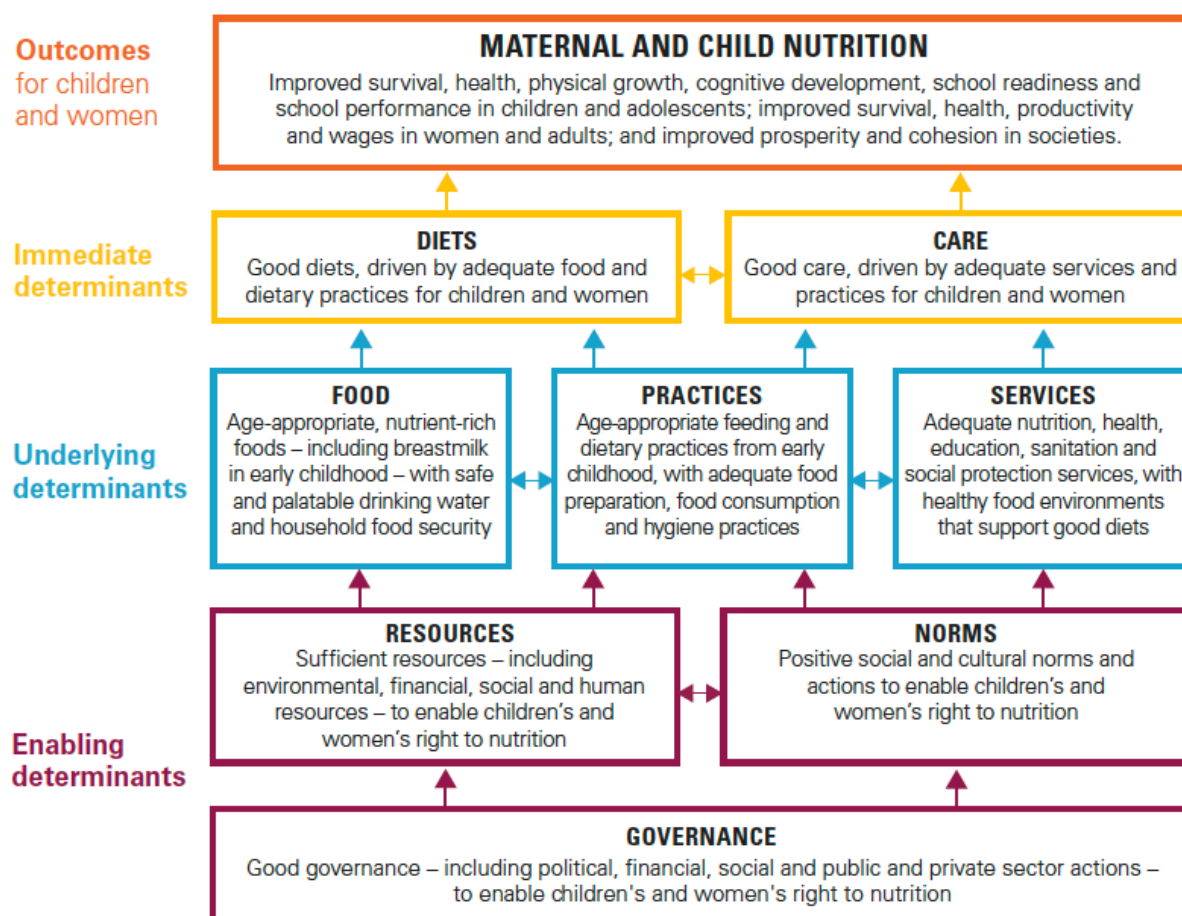 Outcomes
for children
and women
MATERNAL AND CHILD NUTRITION
Improved survival, health, physical growth, cognitive development, school readiness and
school performance in children and adolescents; improved survival, health, productivity
and wages in women and adults; and improved prosperity and cohesion in societies.
Immediate
determinants
DIETS
Good diets, driven by adequate food and
dietary practices for children and women
CARE
Good care, driven by adequate services and
practices for children and women
Underlying
determinants
FOOD
Age-appropriate, nutrient-rich
foods – including breastmilk
in early childhood – with safe
and palatable drinking water
and household food security
PRACTICES
Age-appropriate feeding and
dietary practices from early
childhood, with adequate food
preparation, food consumption
and hygiene practices
SERVICES
Adequate nutrition, health,
education, sanitation and
social protection services, with
healthy food environments
that support good diets
Enabling
determinants
RESOURCES
Sufficient resources – including
environmental, financial, social and human
resources – to enable children’s and
women’s right to nutrition
NORMS
Positive social and cultural norms and
actions to enable children’s and
women’s right to nutrition
GOVERNANCE
Good governance – including political, financial, social and public and private sector actions –
to enable children's and women's right to nutrition